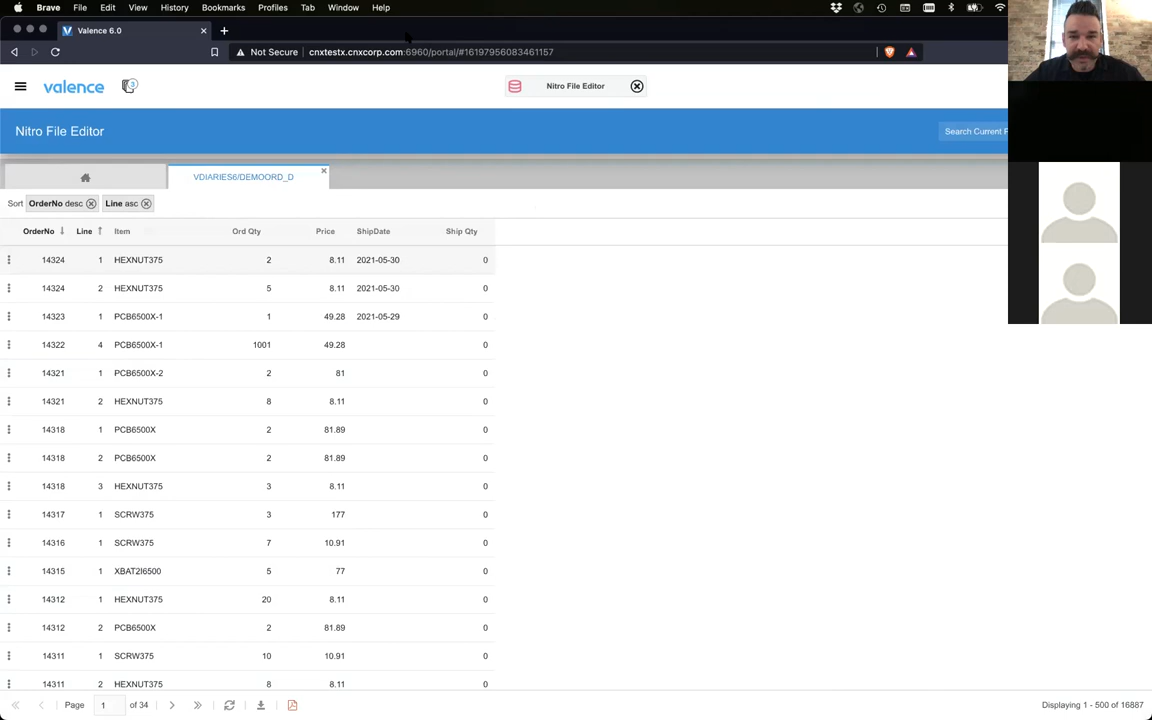 Brave File Edit View History Bookmarks Profiles Tab Window Help
Valence 6.0
Not Secure cnxtestx.cnxcorp.com:6960/portal/#16197956083461157
valence 3 Nitro File Editor
Nitro File Editor Search Current
VDIARIES6/DEMOORD_D
Sort OrderNo desc Line asc
OrderNo Line Item Ord Qty Price ShipDate Ship Qty
14324 1 HEXNUT375 2 8.11 2021-05-30 0
14324 2 HEXNUT375 5 8.11 2021-05-30 0
14323 1 PCB6500X-1 1 49.28 2021-05-29 0
14322 4 PCB6500X-1 1001 49.28 0
14321 1 PCB6500X-2 2 81 0
14321 2 HEXNUT375 8 8.11 0
14318 1 PCB6500X 2 81.89 0
14318 2 PCB6500X 2 81.89 0
14318 3 HEXNUT375 3 8.11 0
14317 1 SCRW375 3 177 0
14316 1 SCRW375 7 10.91 0
14315 1 XBAT2I6500 5 77 0
14312 1 HEXNUT375 20 8.11 0
14312 2 PCB6500X 2 81.89 0
14311 1 SCRW375 10 10.91 0
14311 2 HEXNUT375 8 8.11 0
Page 1 of 34 Displaying 1 - 500 of 16887